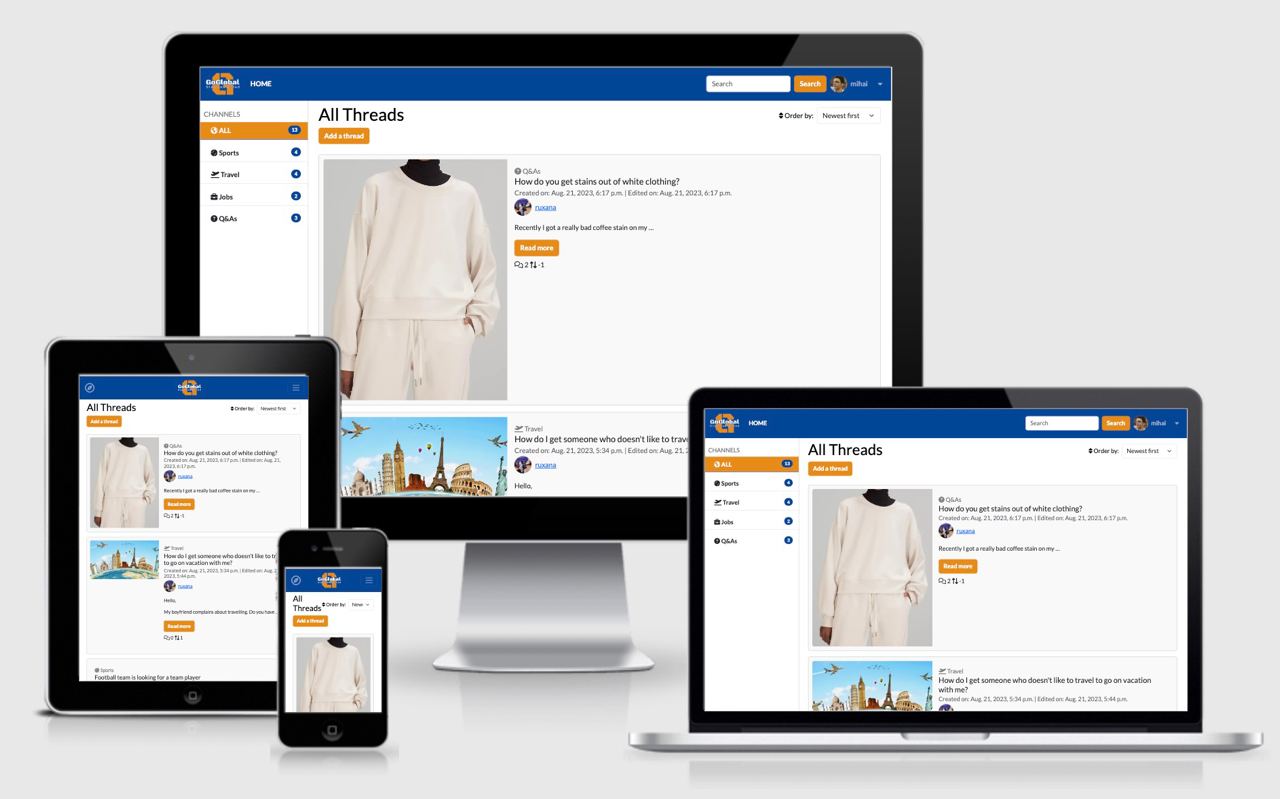 GoGlobal
HOME
Search
Search
mihai
CHANNELS
ALL 13
Sports 4
Travel 4
Jobs 2
Q&As 3
All Threads
Order by: Newest first
Add a thread
Q&As
How do you get stains out of white clothing?
Created on: Aug. 21, 2023, 6:17 p.m. | Edited on: Aug. 21, 2023, 6:17 p.m.
ruxana
Recently I got a really bad coffee stain on my ...
Read more
2 -1
Travel
How do I get someone who doesn't like to trave
Created on: Aug. 21, 2023, 5:34 p.m. | Edited on: Aug. 21, 2
ruxana
Hello,
GoGlobal
All Threads
Order by: Newest first
Add a thread
Q&As
How do you get stains out of white clothing?
Created on: Aug. 21, 2023, 6:17 p.m. | Edited on: Aug. 21,
2023, 6:17 p.m.
ruxana
Recently I got a really bad coffee stain on my ...
Read more
2 -1
Travel
How do I get someone who doesn't like to tr
to go on vacation with me?
Created on: Aug. 21, 2023, 5:34 p.m. | Edited on: Aug. 2
2023, 5:44 p.m.
ruxana
Hello,
My boyfriend complains about travelling. Do you have ...
Read more
0 1
Sports
Football team is looking for a team player
GoGlobal
All
Threads
Order by: New
Add a thread
GoGlobal
HOME
Search
Search
mihai
CHANNELS
ALL 13
Sports 4
Travel 4
Jobs 2
Q&As 3
All Threads
Order by: Newest first
Add a thread
Q&As
How do you get stains out of white clothing?
Created on: Aug. 21, 2023, 6:17 p.m. | Edited on: Aug. 21, 2023, 6:17 p.m.
ruxana
Recently I got a really bad coffee stain on my ...
Read more
2 -1
Travel
How do I get someone who doesn't like to travel to go on vacation
with me?
Created on: Aug. 21, 2023, 5:34 p.m. | Edited on: Aug. 21, 2023, 5:44 p.m.